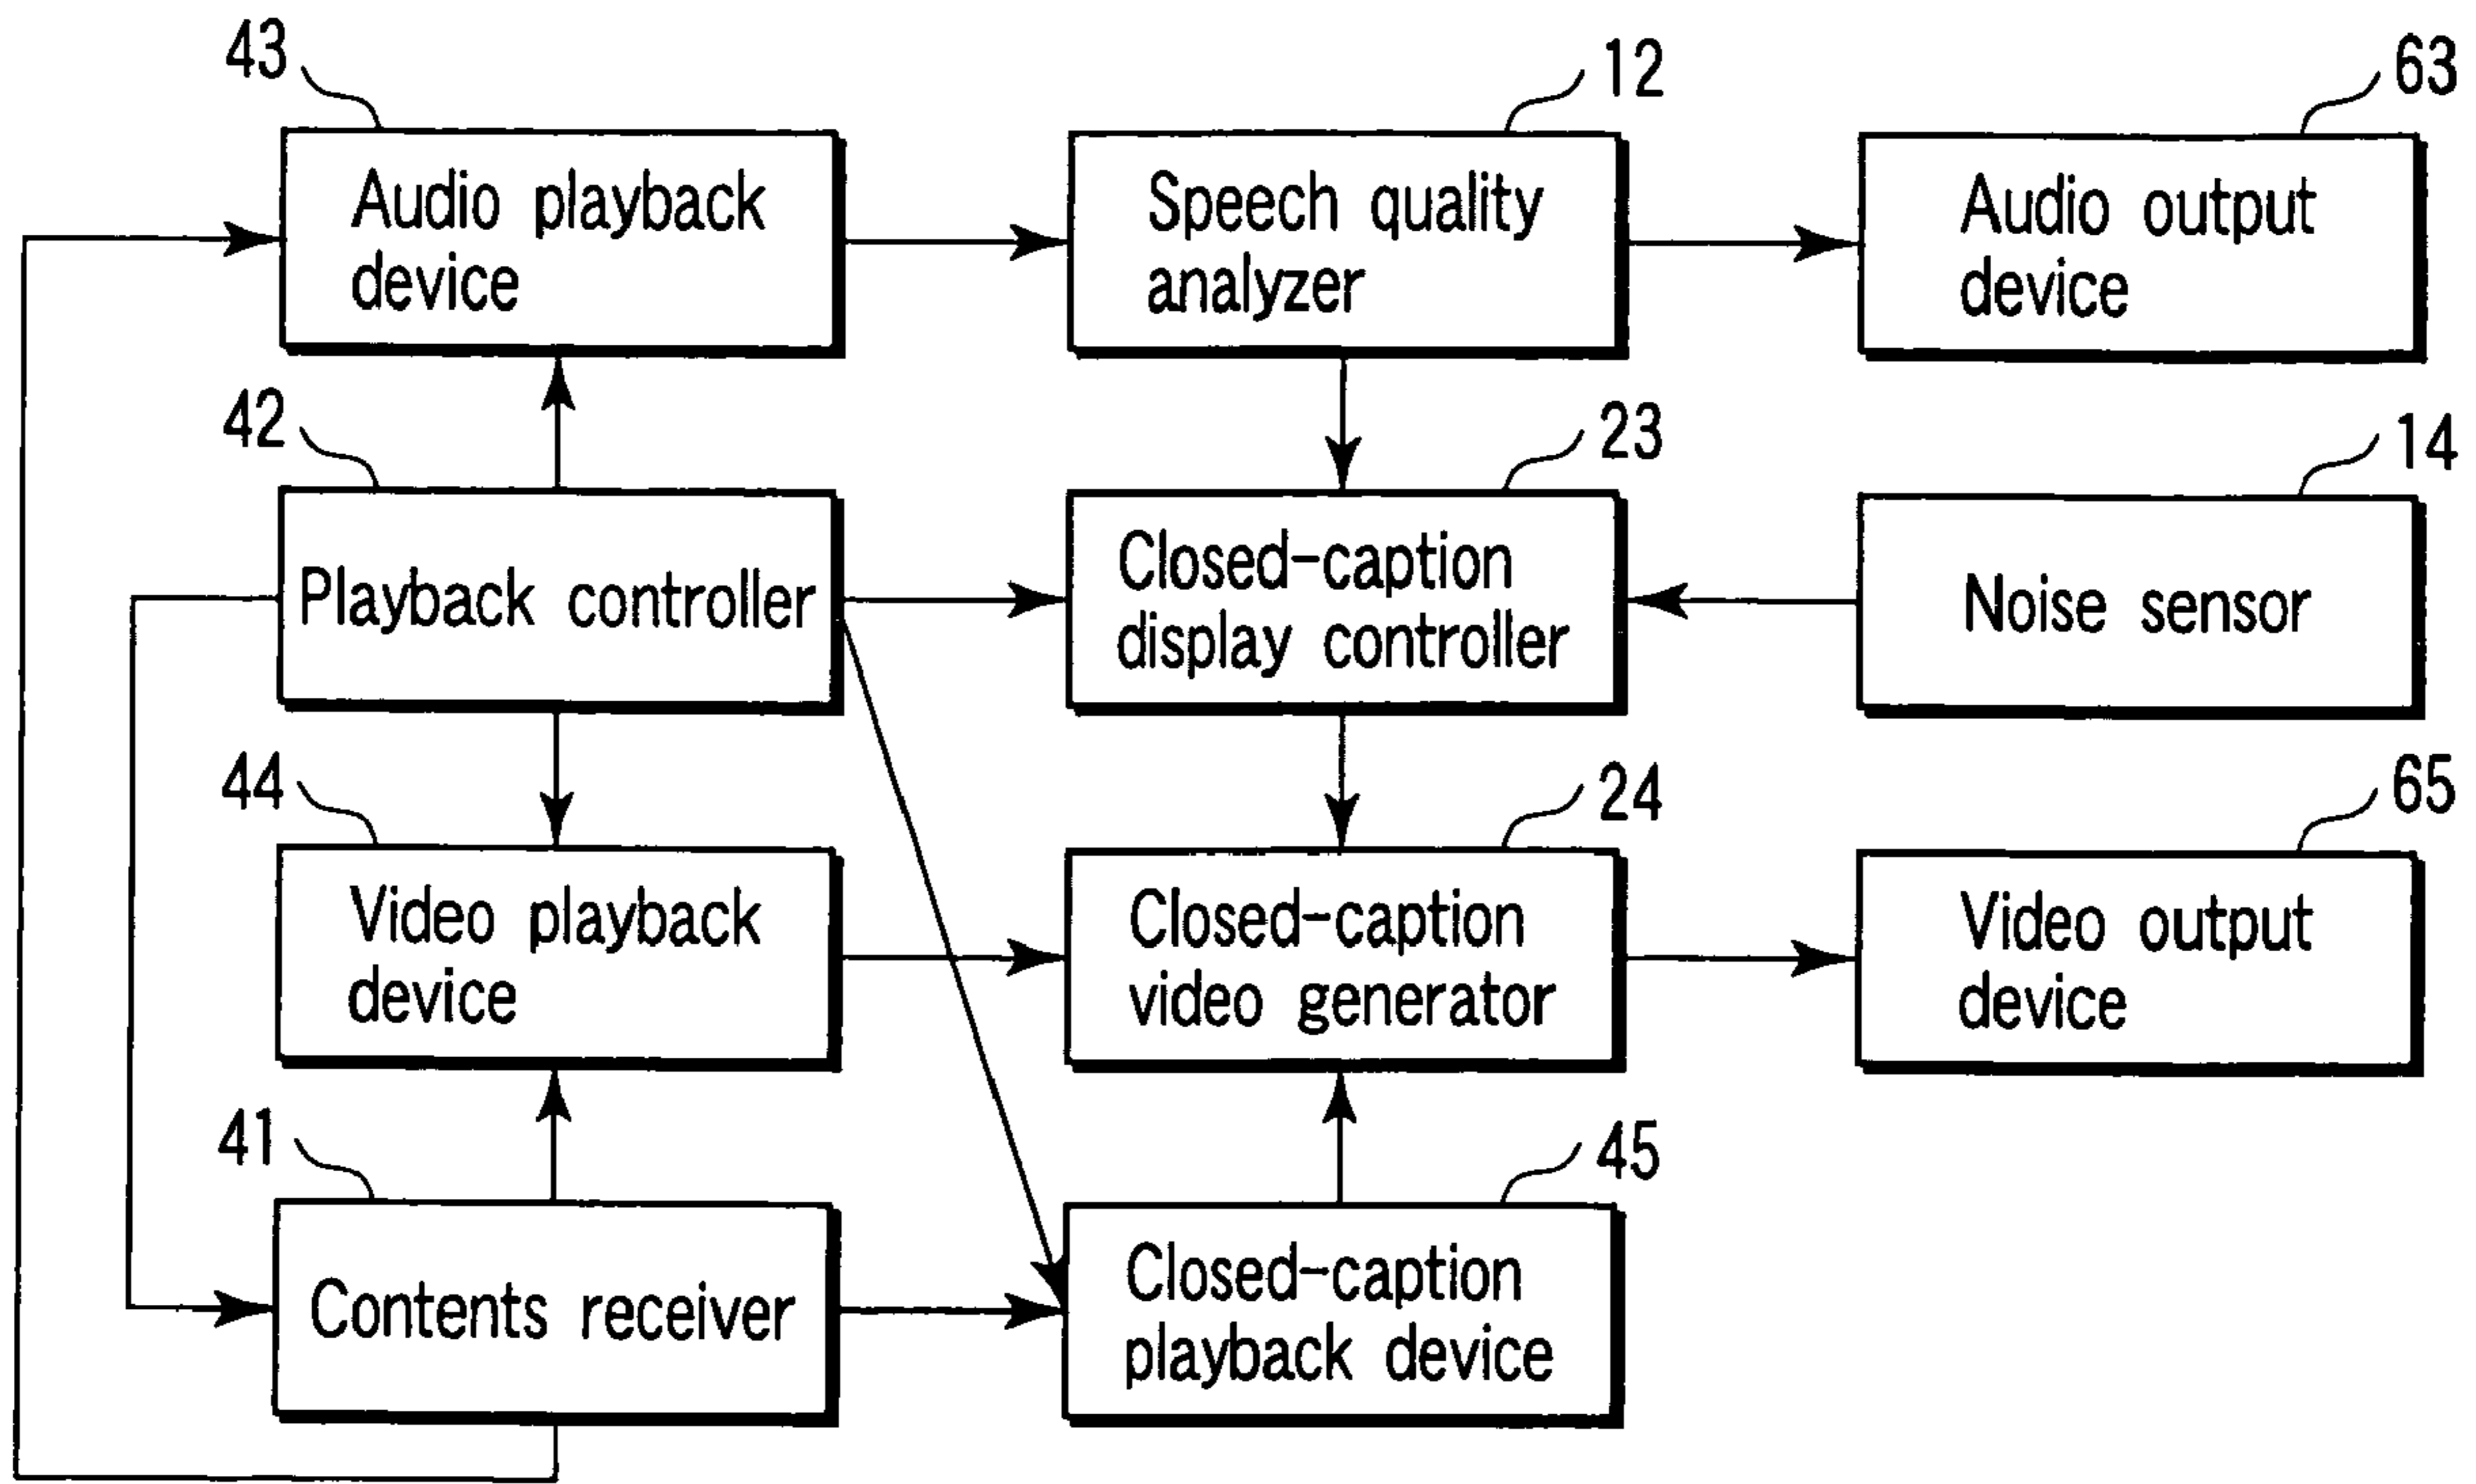 43
Audio playback
device
12
Speech quality
analyzer
63
Audio output
device
42
Playback controller
23
Closed-caption
display controller
14
Noise sensor
44
Video playback
device
24
Closed-caption
video generator
65
Video output
device
41
Contents receiver
45
Closed-caption
playback device